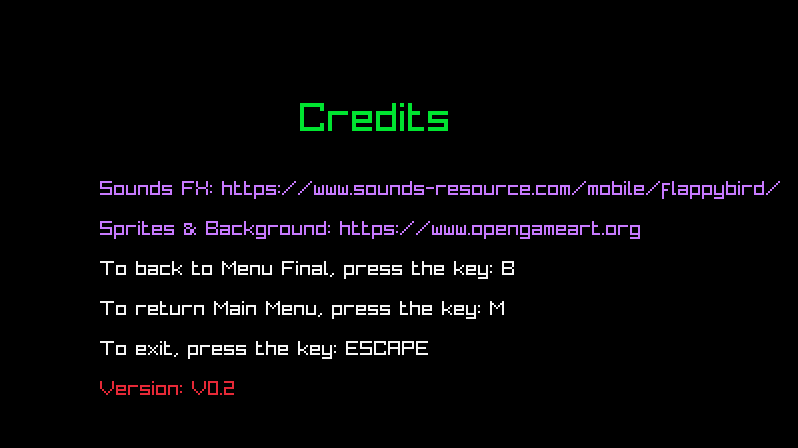 Credits
Sounds FX: https://www.sounds-resource.com/mobile/flappybird/
Sprites & Background: https://www.opengameart.org
To back to Menu Final, press the key: B
To return Main Menu, press the key: M
To exit, press the key: ESCAPE
Version: V0.2